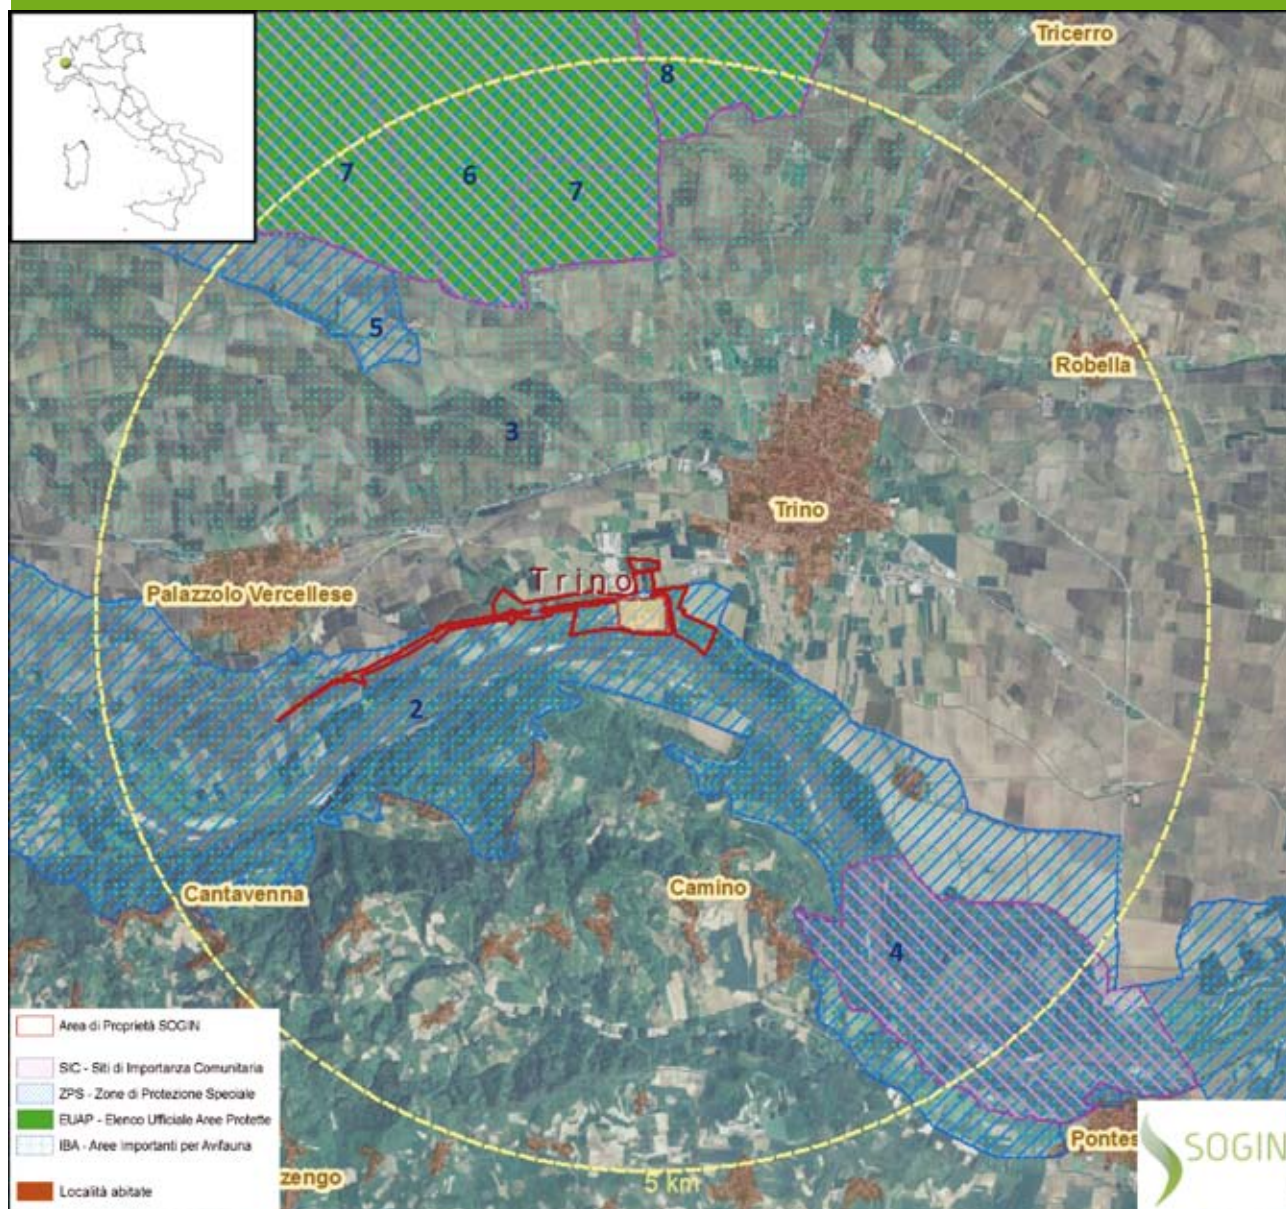 Tricerro
8
7
6
7
5
Robella
3
Trino
Trino
Palazzolo Vercellese
2
Cantavenna
Camino
4
Area di Proprietà SOGIN
SIC - Siti di Importanza Comunitaria
ZPS - Zone di Protezione Speciale
EUAP - Elenco Ufficiale Aree Protette
IBA - Aree Importanti per Avifauna
Località abitate
zengo
5 km
Pontes
SOGIN